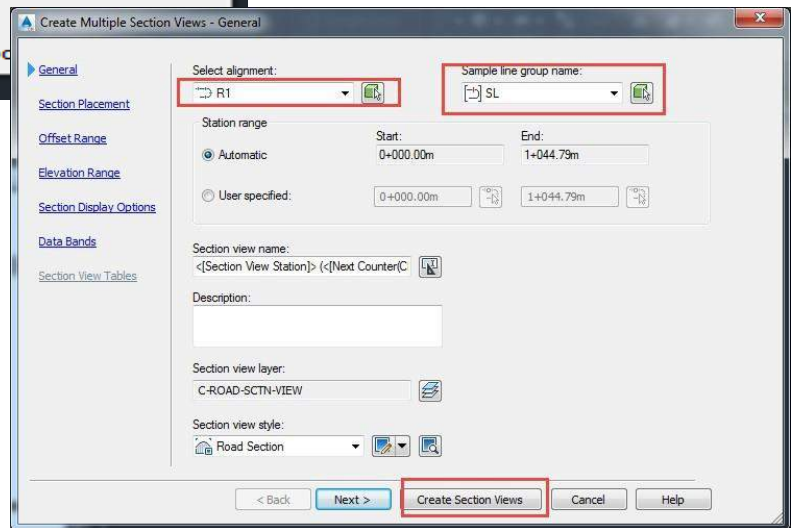 Create Multiple Section Views - General
General
Section Placement
Offset Range
Elevation Range
Section Display Options
Data Bands
Section View Tables
Select alignment:
R1
Sample line group name:
SL
Station range
Start:
End:
Automatic
0+000.00m
1+044.79m
User specified:
0+000.00m
1+044.79m
Section view name:
<[Section View Station]> (<[Next Counter(C
Description:
Section view layer:
C-ROAD-SCTN-VIEW
Section view style:
Road Section
< Back
Next >
Create Section Views
Cancel
Help